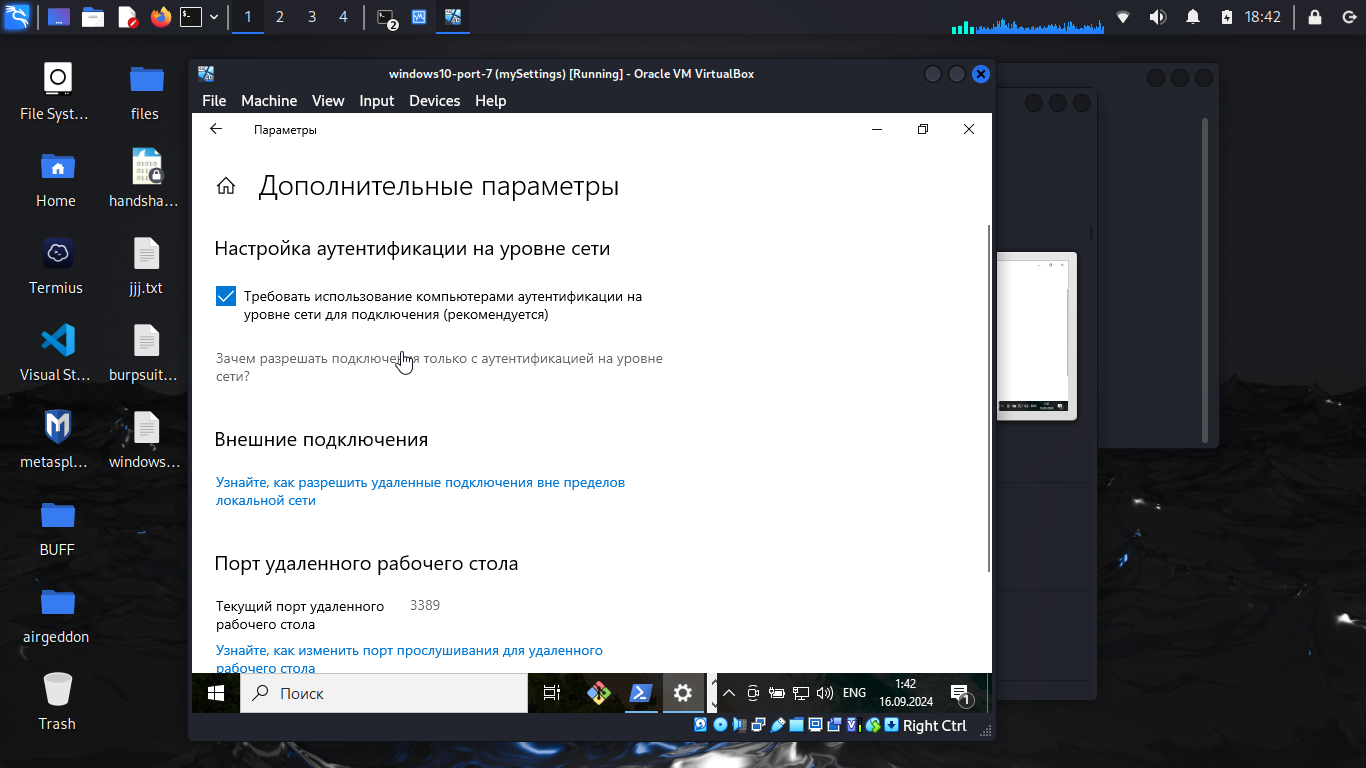 1 2 3 4
2
18:42
File Syst...
files
Home
handsha...
Termius
jjj.txt
Visual St...
burpsuit...
metaspl...
windows...
BUFF
airgeddon
Trash
windows10-port-7 (mySettings) [Running] - Oracle VM VirtualBox
File Machine View Input Devices Help
Параметры
Дополнительные параметры
Настройка аутентификации на уровне сети
Требовать использование компьютерами аутентификации на
уровне сети для подключения (рекомендуется)
Зачем разрешать подключения только с аутентификацией на уровне
сети?
Внешние подключения
Узнайте, как разрешить удаленные подключения вне пределов
локальной сети
Порт удаленного рабочего стола
Текущий порт удаленного 3389
рабочего стола
Узнайте, как изменить порт прослушивания для удаленного
рабочего стола
Поиск
ENG
1:42
16.09.2024
1
Right Ctrl